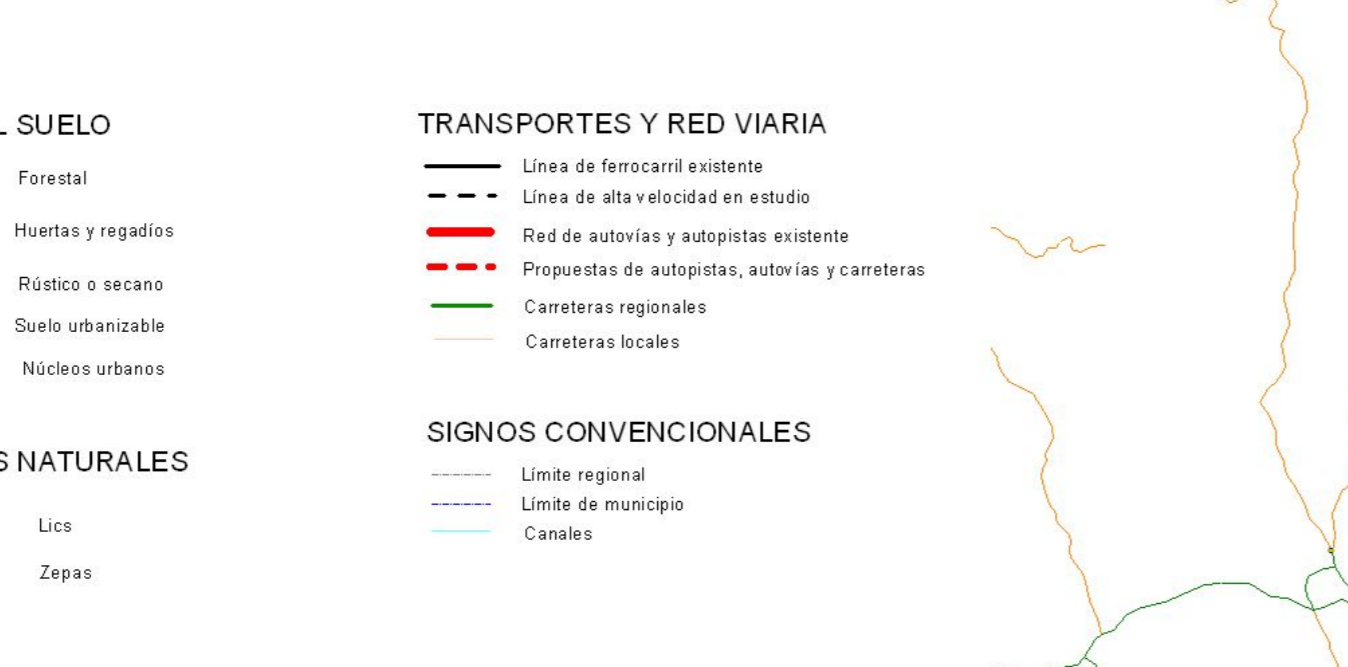 L SUELO
Forestal
Huertas y regadíos
Rústico o secano
Suelo urbanizable
Núcleos urbanos
S NATURALES
Lics
Zepas
TRANSPORTES Y RED VIARIA
Línea de ferrocarril existente
Línea de alta velocidad en estudio
Red de autovías y autopistas existente
Propuestas de autopistas, autovías y carreteras
Carreteras regionales
Carreteras locales
SIGNOS CONVENCIONALES
Límite regional
Límite de municipio
Canales